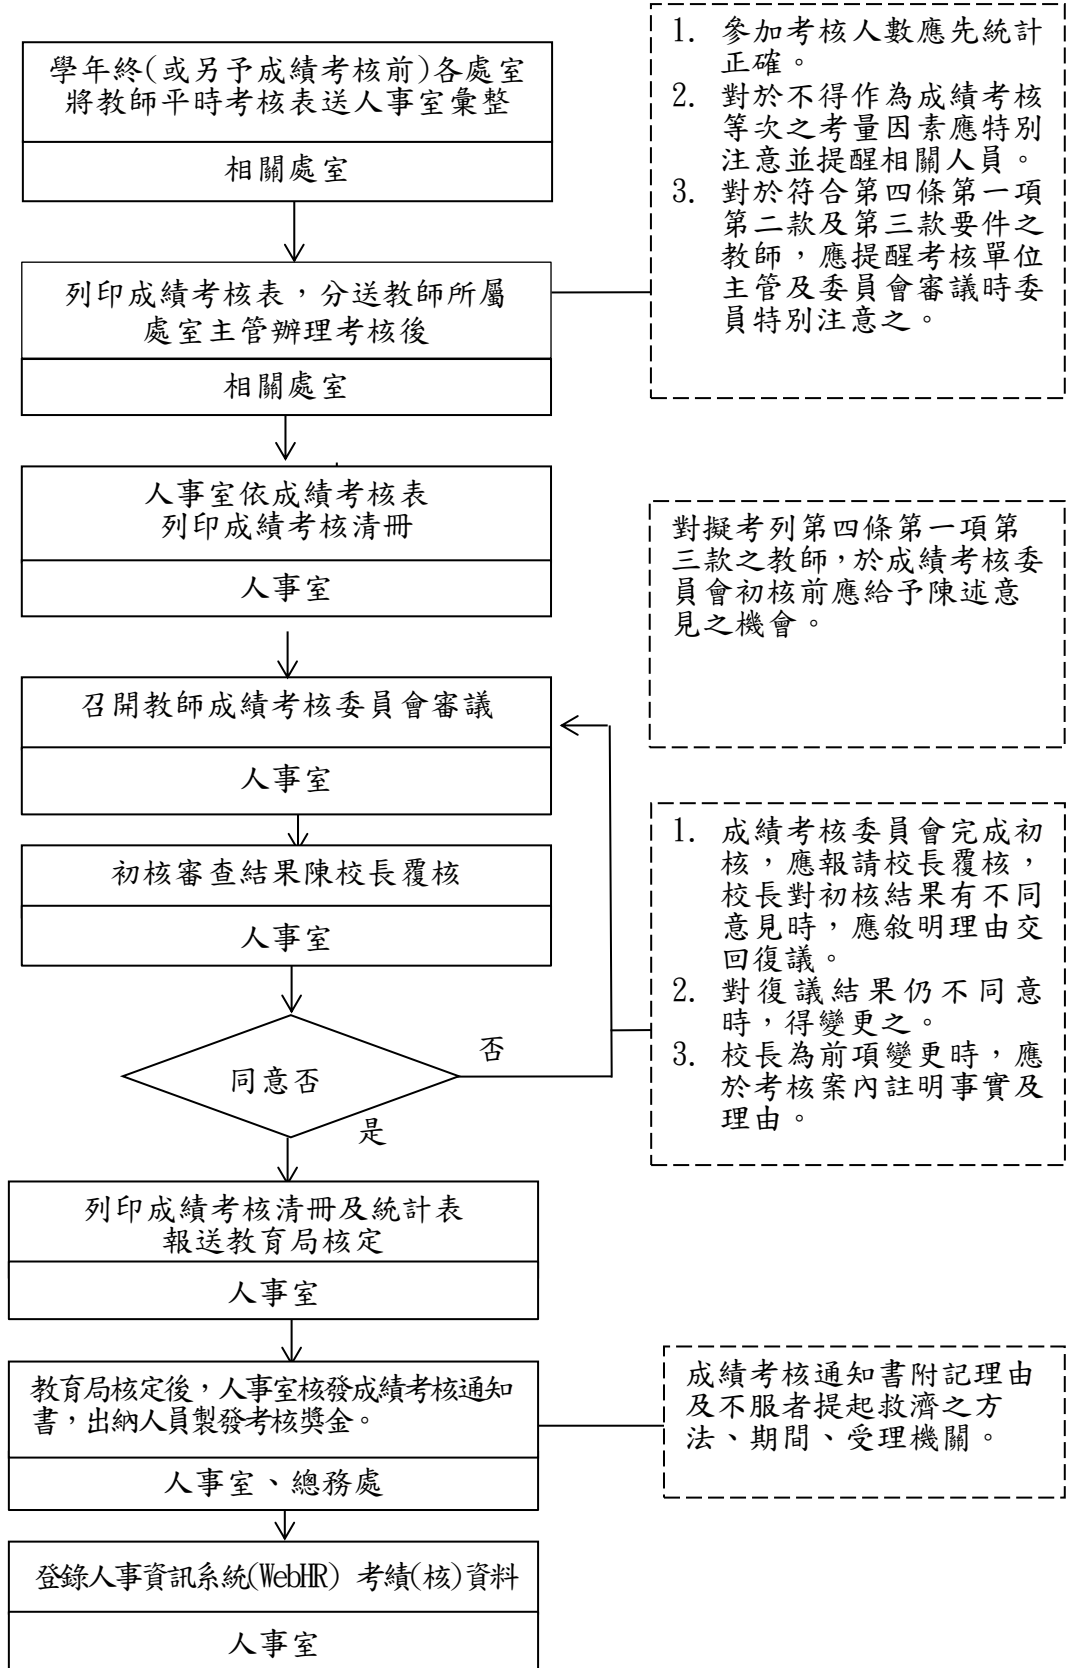 學年終(或另予成績考核前)各處室
將教師平時考核表送人事室彙整
相關處室
1. 參加考核人數應先統計
正確。
2. 對於不得作為成績考核
等次之考量因素應特別
注意並提醒相關人員。
3. 對於符合第四條第一項
第二款及第三款要件之
教師，應提醒考核單位
主管及委員會審議時委
員特別注意之。
列印成績考核表，分送教師所屬
處室主管辦理考核後
相關處室
人事室依成績考核表
列印成績考核清冊
人事室
對擬考列第四條第一項第
三款之教師，於成績考核委
員會初核前應給予陳述意
見之機會。
召開教師成績考核委員會審議
人事室
初核審查結果陳校長覆核
人事室
1. 成績考核委員會完成初
核，應報請校長覆核，
校長對初核結果有不同
意見時，應敘明理由交
回復議。
2. 對復議結果仍不同意
時，得變更之。
3. 校長為前項變更時，應
於考核案內註明事實及
理由。
同意否
否
是
列印成績考核清冊及統計表
報送教育局核定
人事室
教育局核定後，人事室核發成績考核通知
書，出納人員製發考核獎金。
人事室、總務處
成績考核通知書附記理由
及不服者提起救濟之方
法、期間、受理機關。
登錄人事資訊系統(WebHR) 考績(核)資料
人事室